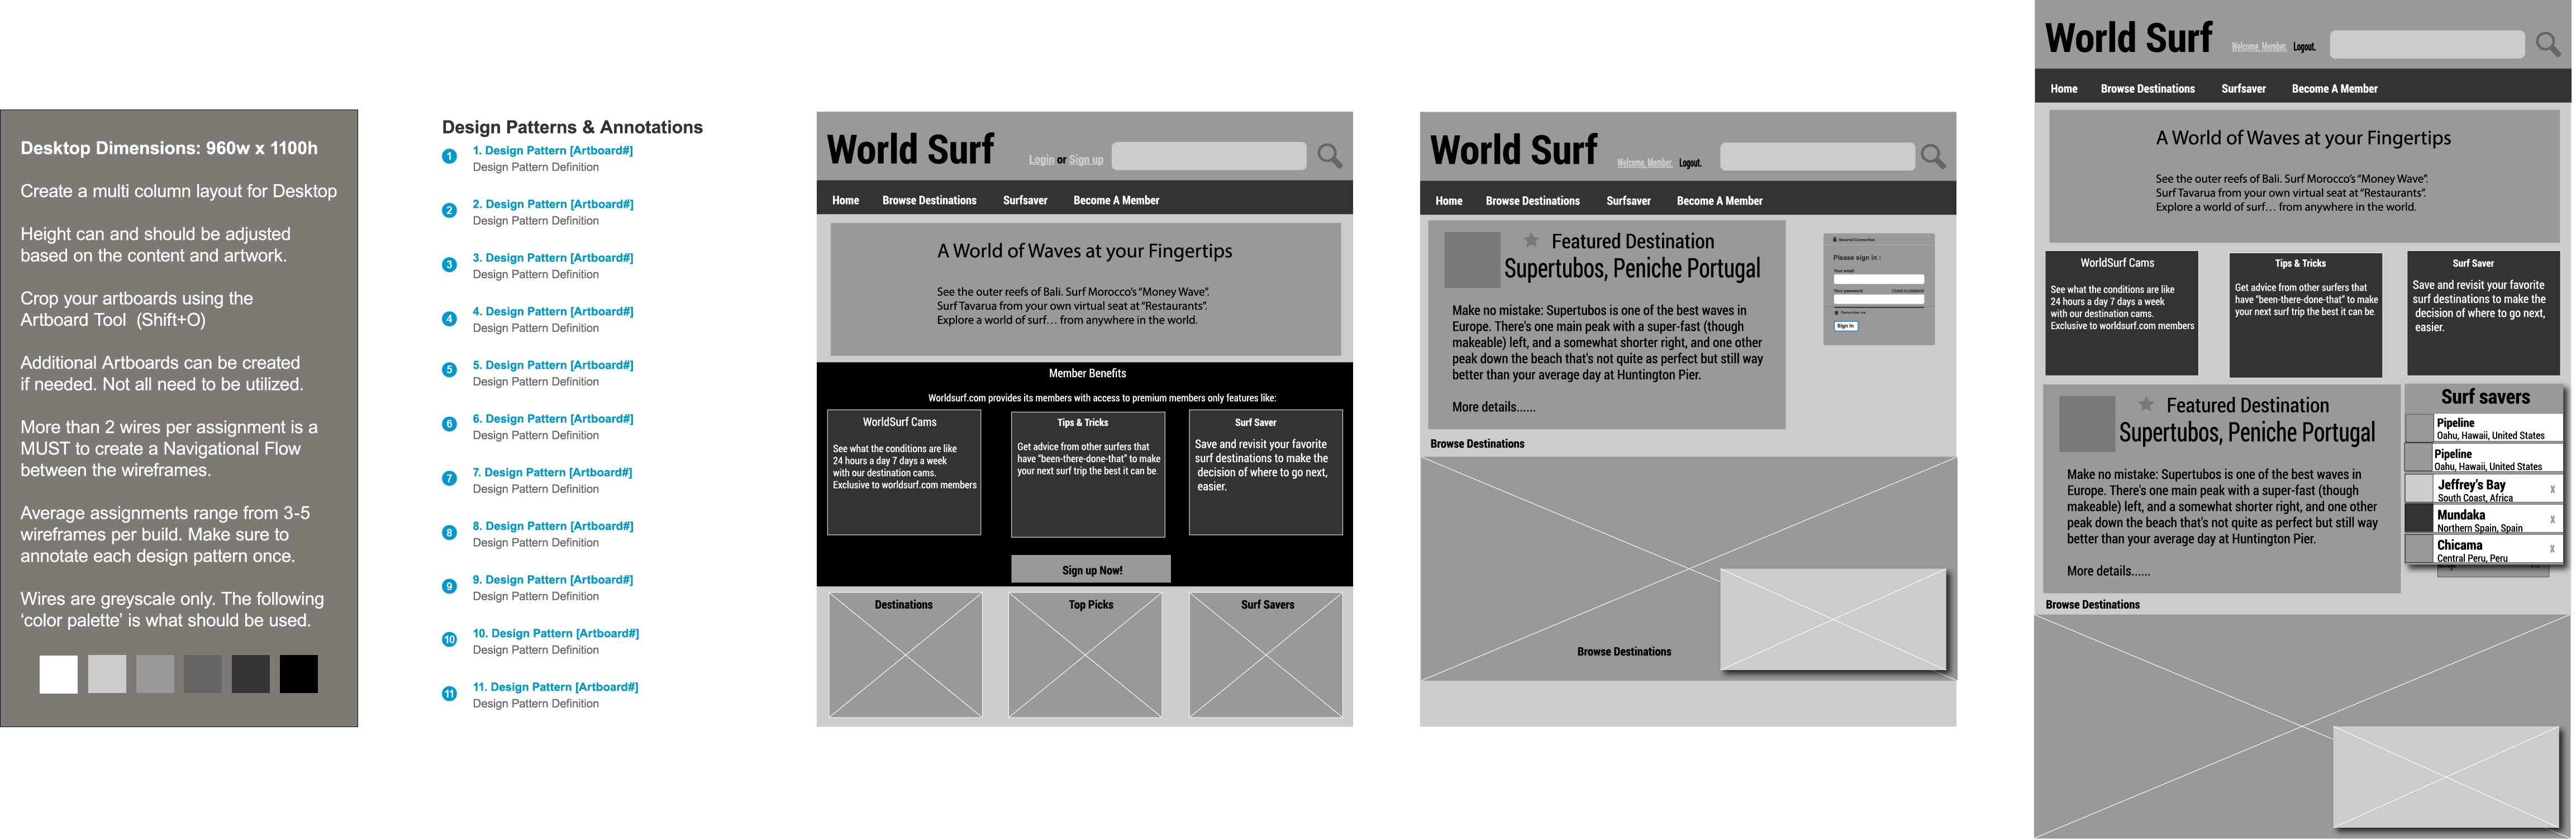 Desktop Dimensions: 960w x 1100h
Create a multi column layout for Desktop
Height can and should be adjusted
based on the content and artwork.
Crop your artboards using the
Artboard Tool (Shift+O)
Additional Artboards can be created
if needed. Not all need to be utilized.
More than 2 wires per assignment is a
MUST to create a Navigational Flow
between the wireframes.
Average assignments range from 3-5
wireframes per build. Make sure to
annotate each design pattern once.
Wires are greyscale only. The following
‘color palette’ is what should be used.
Design Patterns & Annotations
1 1. Design Pattern [Artboard#]
Design Pattern Definition
2 2. Design Pattern [Artboard#]
Design Pattern Definition
3 3. Design Pattern [Artboard#]
Design Pattern Definition
4 4. Design Pattern [Artboard#]
Design Pattern Definition
5 5. Design Pattern [Artboard#]
Design Pattern Definition
6 6. Design Pattern [Artboard#]
Design Pattern Definition
7 7. Design Pattern [Artboard#]
Design Pattern Definition
8 8. Design Pattern [Artboard#]
Design Pattern Definition
9 9. Design Pattern [Artboard#]
Design Pattern Definition
10 10. Design Pattern [Artboard#]
Design Pattern Definition
11 11. Design Pattern [Artboard#]
Design Pattern Definition
World Surf Login or Sign up
Home Browse Destinations Surfsaver Become A Member
A World of Waves at your Fingertips
See the outer reefs of Bali. Surf Morocco’s “Money Wave”.
Surf Tavarua from your own virtual seat at “Restaurants”.
Explore a world of surf… from anywhere in the world.
Member Benefits
Worldsurf.com provides its members with access to premium members only features like:
WorldSurf Cams
See what the conditions are like
24 hours a day 7 days a week
with our destination cams.
Exclusive to worldsurf.com members
Tips & Tricks
Get advice from other surfers that
have “been-there-done-that” to make
your next surf trip the best it can be.
Surf Saver
Save and revisit your favorite
surf destinations to make the
decision of where to go next,
easier.
Sign up Now!
Destinations Top Picks Surf Savers
World Surf Welcome, Member. Logout.
Home Browse Destinations Surfsaver Become A Member
Featured Destination
Supertubos, Peniche Portugal
Make no mistake: Supertubos is one of the best waves in
Europe. There's one main peak with a super-fast (though
makeable) left, and a somewhat shorter right, and one other
peak down the beach that's not quite as perfect but still way
better than your average day at Huntington Pier.
More details......
Secured Connection
Please sign in :
Your email
Your password I forgot my password
Remember me
Sign in
Browse Destinations
Browse Destinations
World Surf Welcome, Member. Logout.
Home Browse Destinations Surfsaver Become A Member
A World of Waves at your Fingertips
See the outer reefs of Bali. Surf Morocco’s “Money Wave”.
Surf Tavarua from your own virtual seat at “Restaurants”.
Explore a world of surf… from anywhere in the world.
WorldSurf Cams
See what the conditions are like
24 hours a day 7 days a week
with our destination cams.
Exclusive to worldsurf.com members
Tips & Tricks
Get advice from other surfers that
have “been-there-done-that” to make
your next surf trip the best it can be.
Surf Saver
Save and revisit your favorite
surf destinations to make the
decision of where to go next,
easier.
Featured Destination
Supertubos, Peniche Portugal
Make no mistake: Supertubos is one of the best waves in
Europe. There's one main peak with a super-fast (though
makeable) left, and a somewhat shorter right, and one other
peak down the beach that's not quite as perfect but still way
better than your average day at Huntington Pier.
More details......
Surf savers
Pipeline
Oahu, Hawaii, United States
Pipeline
Oahu, Hawaii, United States
Jeffrey’s Bay X
South Coast, Africa
Mundaka X
Northern Spain, Spain
Chicama X
Central Peru, Peru
Browse Destinations